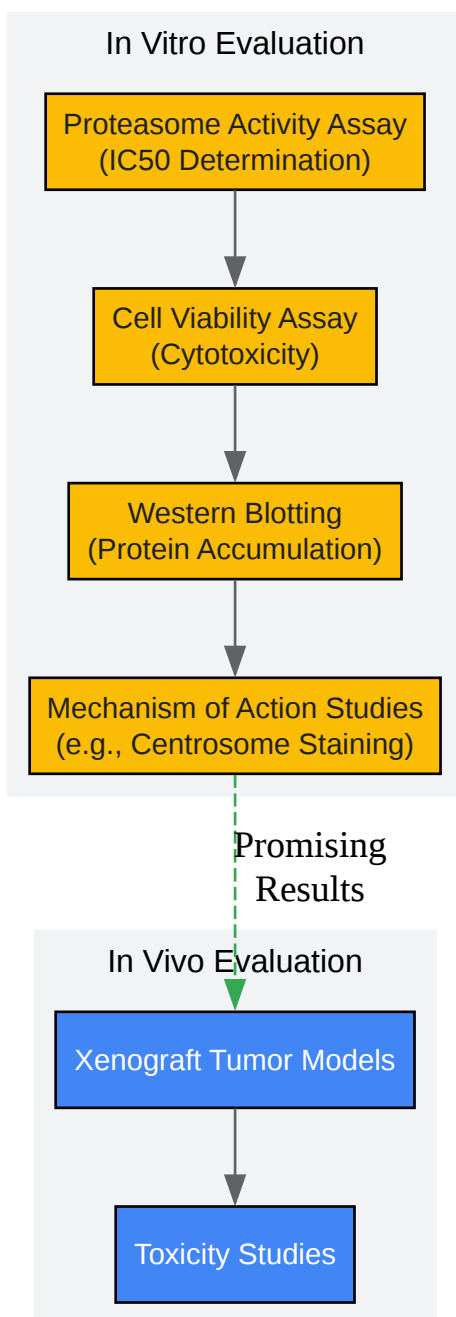 In Vitro Evaluation
Proteasome Activity Assay
(IC50 Determination)
Cell Viability Assay
(Cytotoxicity)
Western Blotting
(Protein Accumulation)
Mechanism of Action Studies
(e.g., Centrosome Staining)
Promising
Results
In Vivo Evaluation
Xenograft Tumor Models
Toxicity Studies